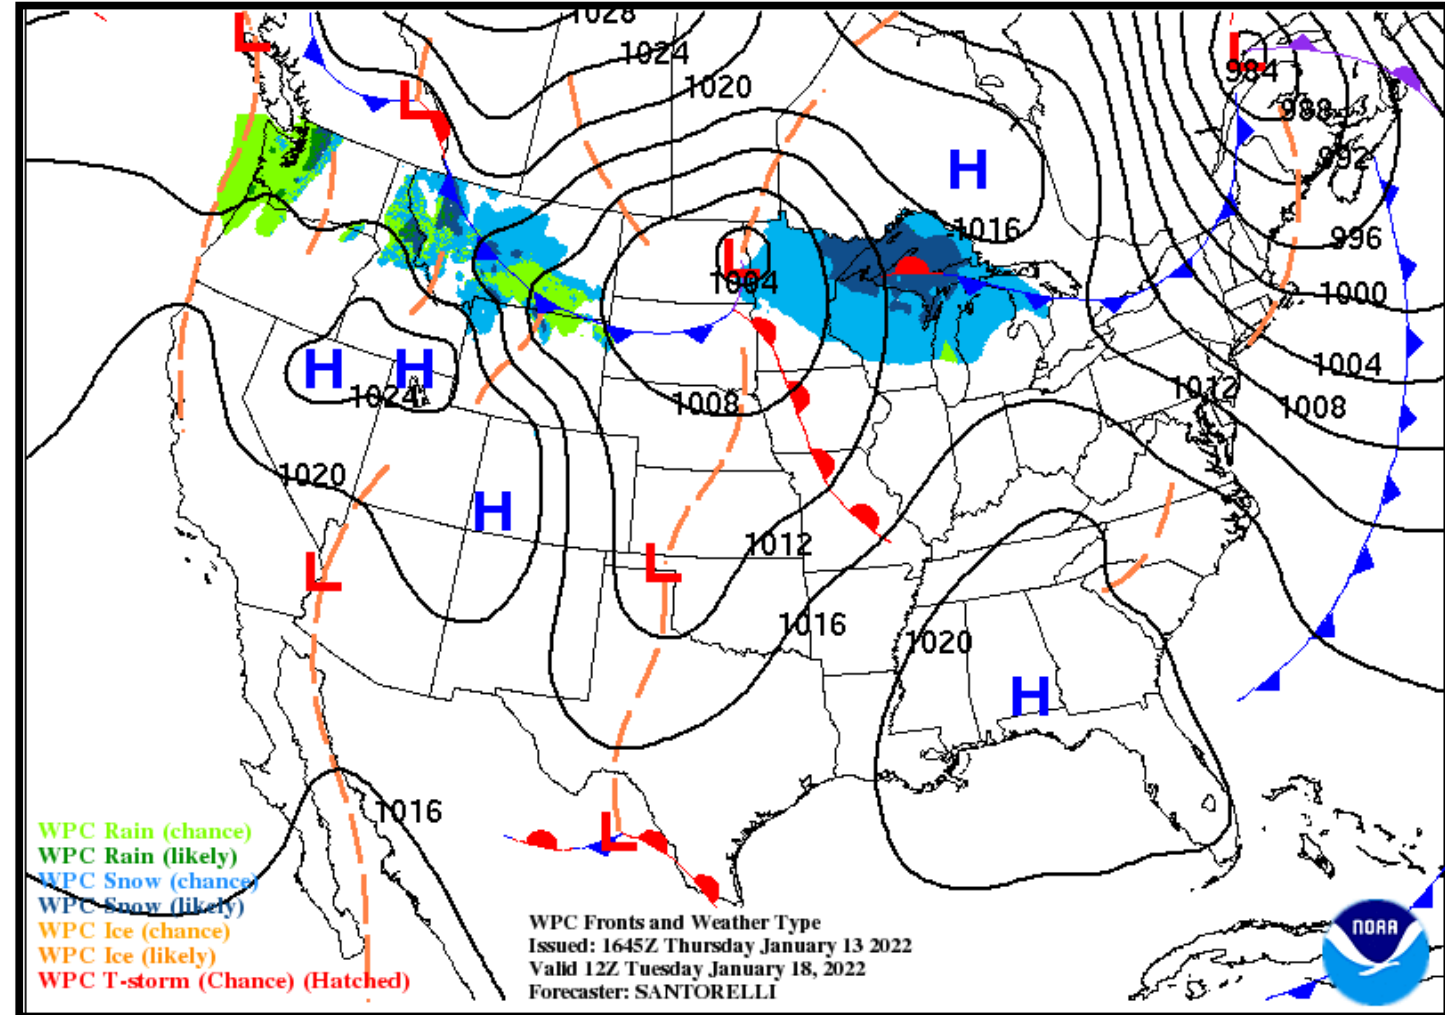 1028
L
1024
L
1020
L
984
988
992
H
1016
996
L
1004
1000
H
H
1024
1008
1004
1012
1008
1020
H
1012
L
L
1016
1020
H
1016
L
WPC Rain (chance)
WPC Rain (likely)
WPC Snow (chance)
WPC Snow (likely)
WPC Ice (chance)
WPC Ice (likely)
WPC T-storm (Chance) (Hatched)
WPC Fronts and Weather Type
Issued: 1645Z Thursday January 13 2022
Valid 12Z Tuesday January 18, 2022
Forecaster: SANTORELLI
NOAA